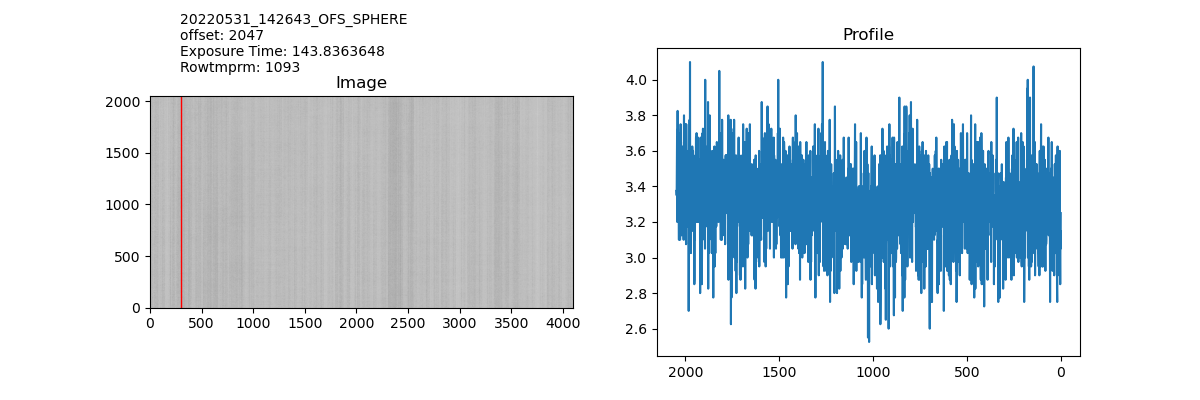 20220531_142643_OFS_SPHERE
offset: 2047
Exposure Time: 143.8363648
Rowtmprm: 1093
Image
2000
1500
1000
500
0
0 500 1000 1500 2000 2500 3000 3500 4000
Profile
4.0
3.8
3.6
3.4
3.2
3.0
2.8
2.6
2000 1500 1000 500 0